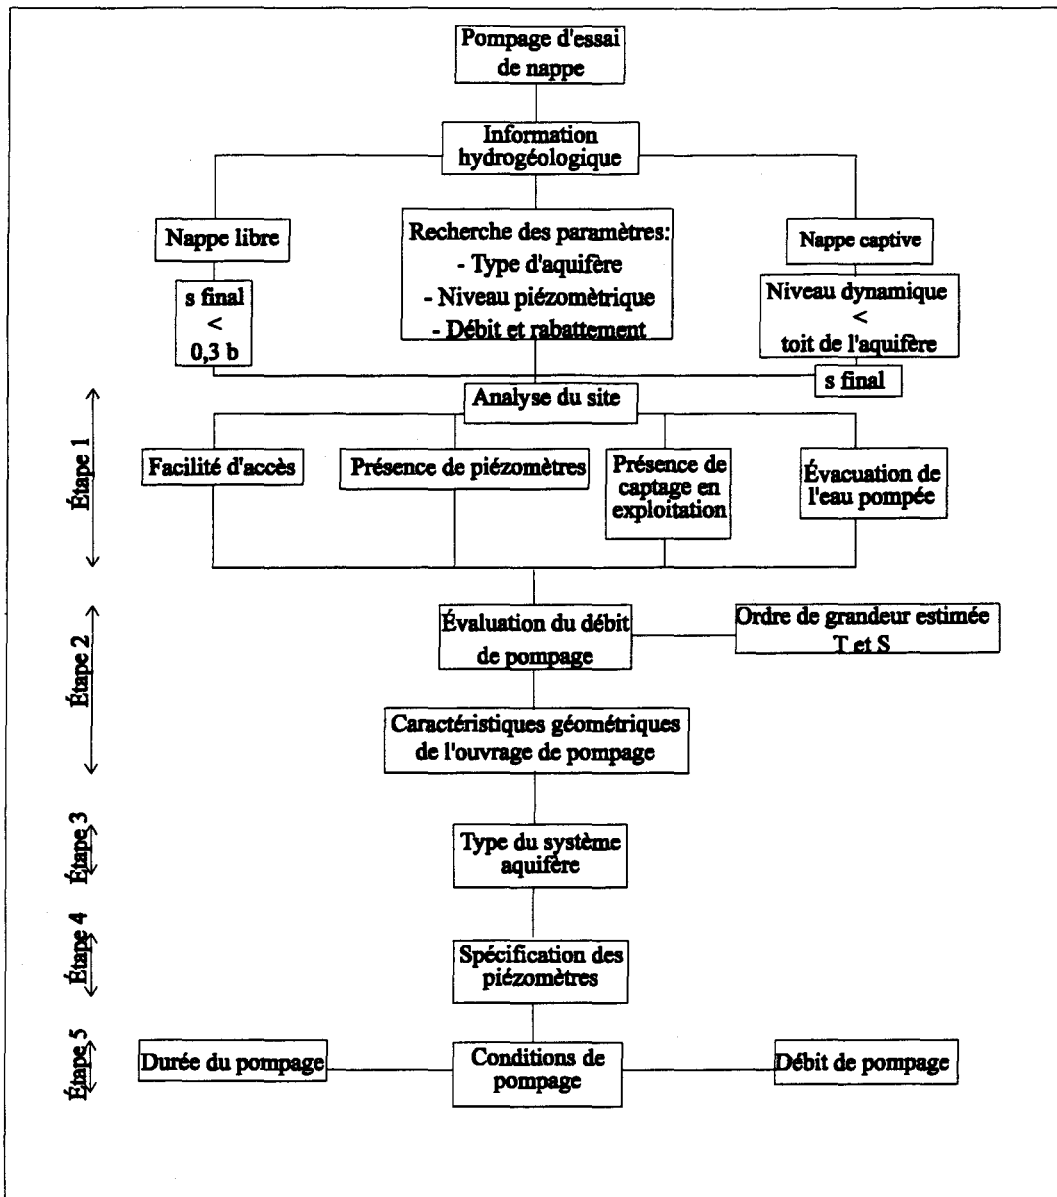 Pompage d'essai
de nappe
Information
hydrogéologique
Nappe libre
Recherche des paramètres:
- Type d'aquifère
- Niveau piézomètrique
- Débit et rabattement
Nappe captive
s final
<
0,3 b
Niveau dynamique
<
toit de l'aquifère
s final
Étape 1
Analyse du site
Facilité d'accès
Présence de piézomètres
Présence de
captage en
exploitation
Évacuation de
l'eau pompée
Étape 2
Évaluation du débit
de pompage
Ordre de grandeur estimée
T et S
Caractéristiques géométriques
de l'ouvrage de pompage
Étape 3
Type du système
aquifère
Étape 4
Spécification des
piézomètres
Étape 5
Durée du pompage
Conditions de
pompage
Débit de pompage